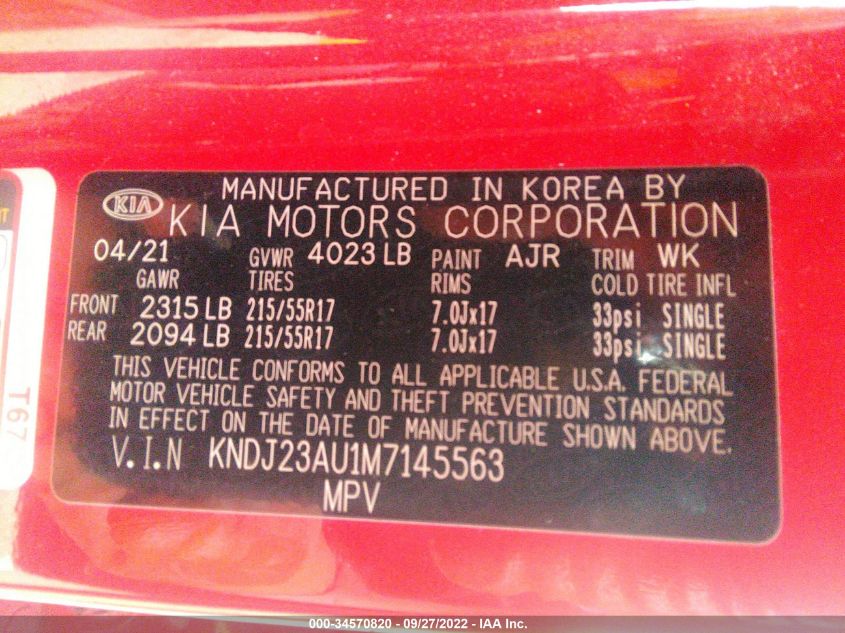 MANUFACTURED IN KOREA BY
KIA KIA MOTORS CORPORATION
04/21 GVWR 4023 LB PAINT AJR TRIM WK
GAWR TIRES RIMS COLD TIRE INFL
FRONT 2315 LB 215/55R17 7.0Jx17 33psi SINGLE
REAR 2094 LB 215/55R17 7.0Jx17 33psi SINGLE
THIS VEHICLE CONFORMS TO ALL APPLICABLE U.S.A. FEDERAL
MOTOR VEHICLE SAFETY AND THEFT PREVENTION STANDARDS
IN EFFECT ON THE DATE OF MANUFACTURE SHOWN ABOVE.
V.I.N KNDJ23AU1M7145563
MPV
T67
000-34570820 - 09/27/2022 - IAA Inc.